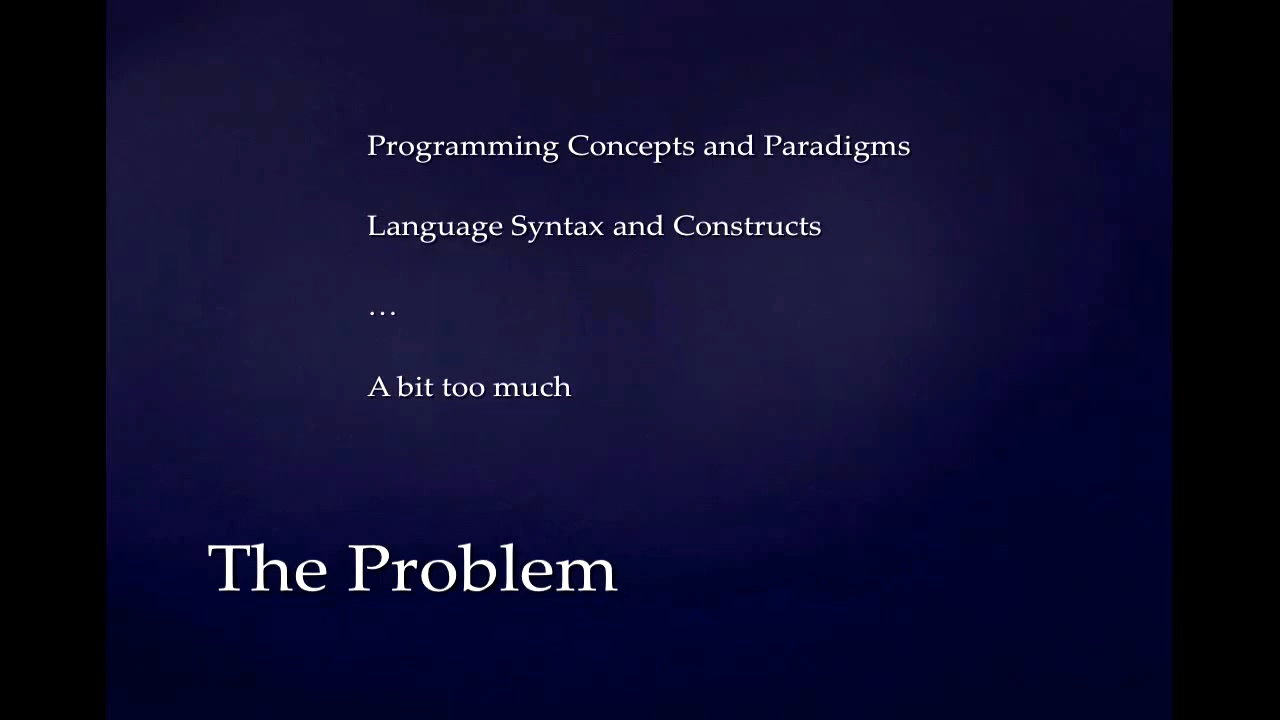 Programming Concepts and Paradigms
Language Syntax and Constructs
…
A bit too much
The Problem